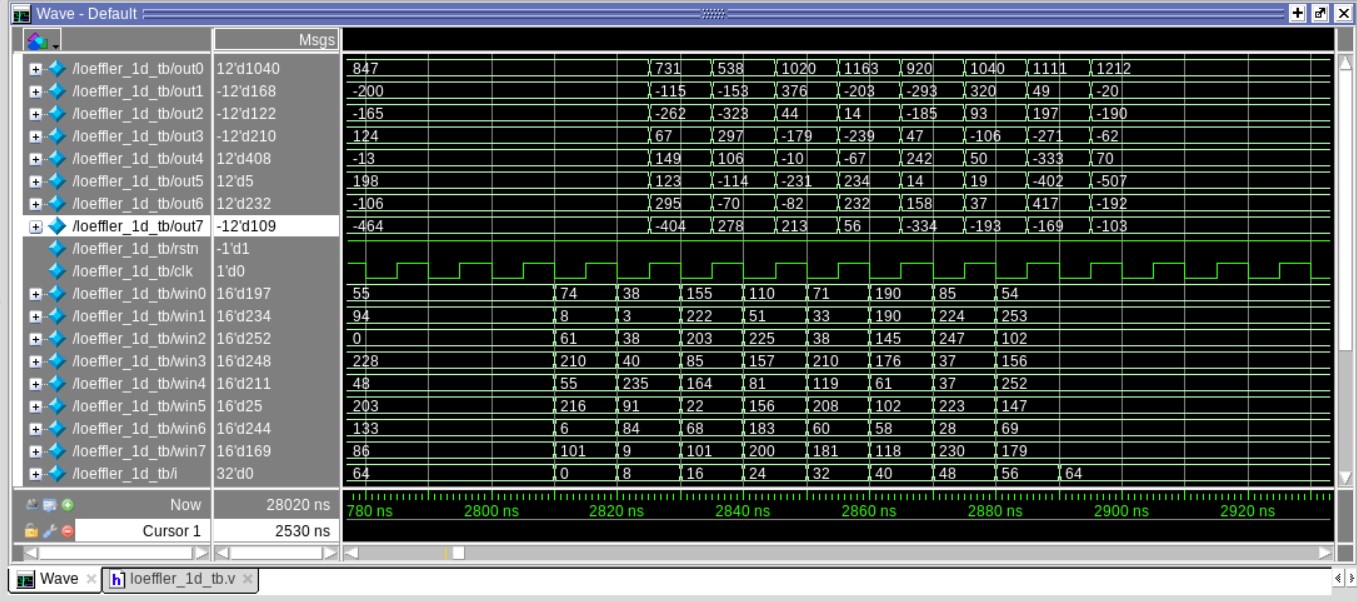 Wave - Default
Msgs
/loeffler_1d_tb/out0 12'd1040 847 731 538 1020 1163 920 1040 1111 1212
/loeffler_1d_tb/out1 -12'd168 -200 -115 -153 376 -203 -293 320 49 -20
/loeffler_1d_tb/out2 -12'd122 -165 -262 -323 44 14 -185 93 197 -190
/loeffler_1d_tb/out3 -12'd210 124 67 297 -179 -239 47 -106 -271 -62
/loeffler_1d_tb/out4 12'd408 -13 149 106 -10 -67 242 50 -333 70
/loeffler_1d_tb/out5 12'd5 198 123 -114 -231 234 14 19 -402 -507
/loeffler_1d_tb/out6 12'd232 -106 295 -70 -82 232 158 37 417 -192
/loeffler_1d_tb/out7 -12'd109 -464 -404 278 213 56 -334 -193 -169 -103
/loeffler_1d_tb/rstn -1'd1
/loeffler_1d_tb/clk 1'd0
/loeffler_1d_tb/win0 16'd197 55 74 38 155 110 71 190 85 54
/loeffler_1d_tb/win1 16'd234 94 8 3 222 51 33 190 224 253
/loeffler_1d_tb/win2 16'd252 0 61 38 203 225 38 145 247 102
/loeffler_1d_tb/win3 16'd248 228 210 40 85 157 210 176 37 156
/loeffler_1d_tb/win4 16'd211 48 55 235 164 81 119 61 37 252
/loeffler_1d_tb/win5 16'd25 203 216 91 22 156 208 102 223 147
/loeffler_1d_tb/win6 16'd244 133 6 84 68 183 60 58 28 69
/loeffler_1d_tb/win7 16'd169 86 101 9 101 200 181 118 230 179
/loeffler_1d_tb/i 32'd0 64 0 8 16 24 32 40 48 56 64
Now 28020 ns 780 ns 2800 ns 2820 ns 2840 ns 2860 ns 2880 ns 2900 ns 2920 ns
Cursor 1 2530 ns
Wave h loeffler_1d_tb.v